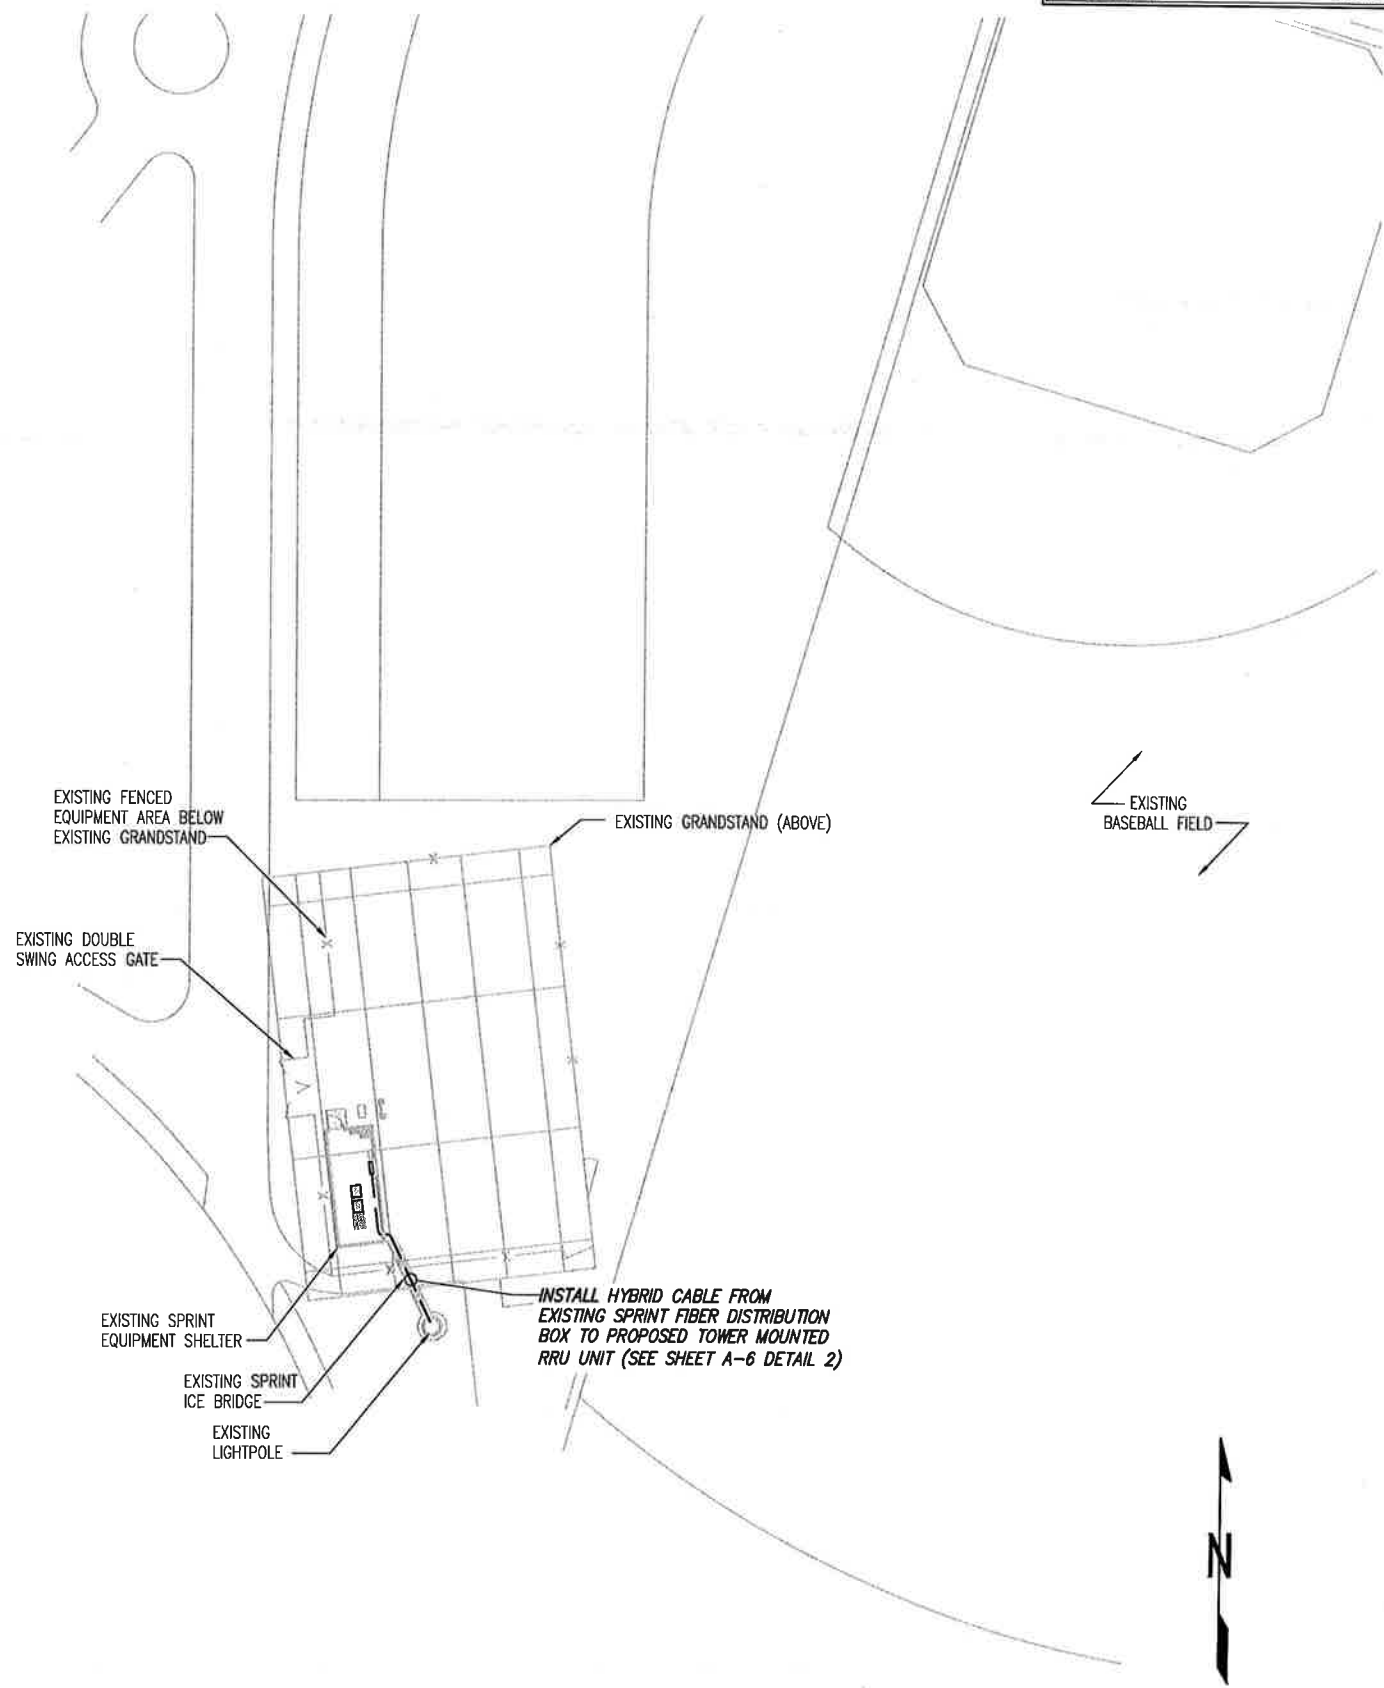 EXISTING FENCED
EQUIPMENT AREA BELOW
EXISTING GRANDSTAND
EXISTING GRANDSTAND (ABOVE)
EXISTING
BASEBALL FIELD
EXISTING DOUBLE
SWING ACCESS GATE
EXISTING SPRINT
EQUIPMENT SHELTER
INSTALL HYBRID CABLE FROM
EXISTING SPRINT FIBER DISTRIBUTION
BOX TO PROPOSED TOWER MOUNTED
RRU UNIT (SEE SHEET A-6 DETAIL 2)
EXISTING SPRINT
ICE BRIDGE
EXISTING
LIGHTPOLE
N